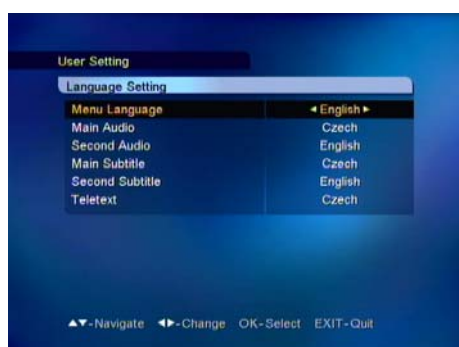 User Setting
Language Setting
Menu Language ◄ English ►
Main Audio Czech
Second Audio English
Main Subtitle Czech
Second Subtitle English
Teletext Czech
▲▼-Navigate ◄►-Change OK-Select EXIT-Quit